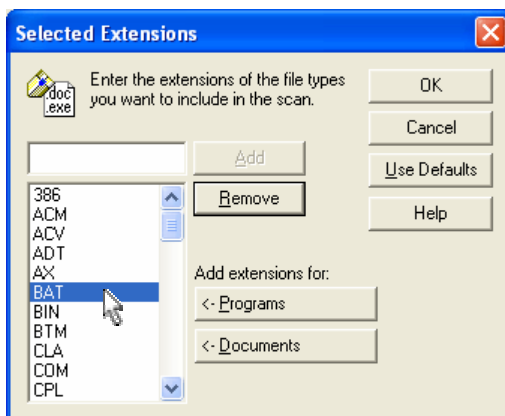 Selected Extensions
.doc
.exe
Enter the extensions of the file types
you want to include in the scan.
OK
Cancel
Use Defaults
Help
Add
Remove
386
ACM
ACV
ADT
AX
BAT
BIN
BTM
CLA
COM
CPL
Add extensions for:
<- Programs
<- Documents